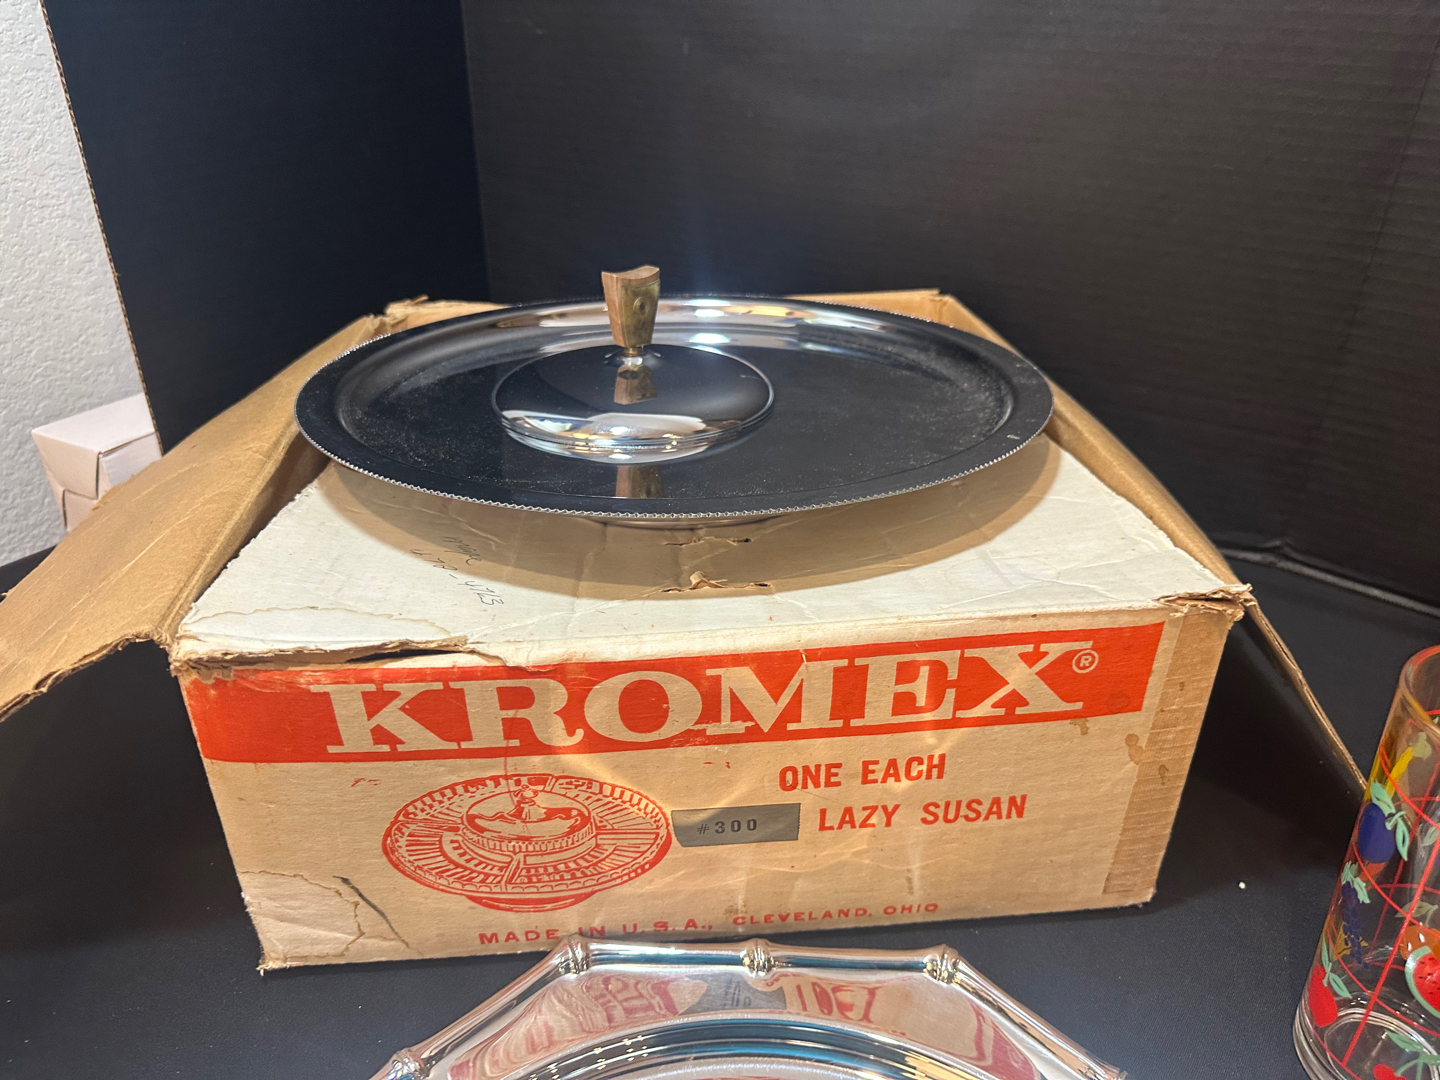 KROMEX®
ONE EACH
#300 LAZY SUSAN
MADE IN U.S.A., CLEVELAND, OHIO